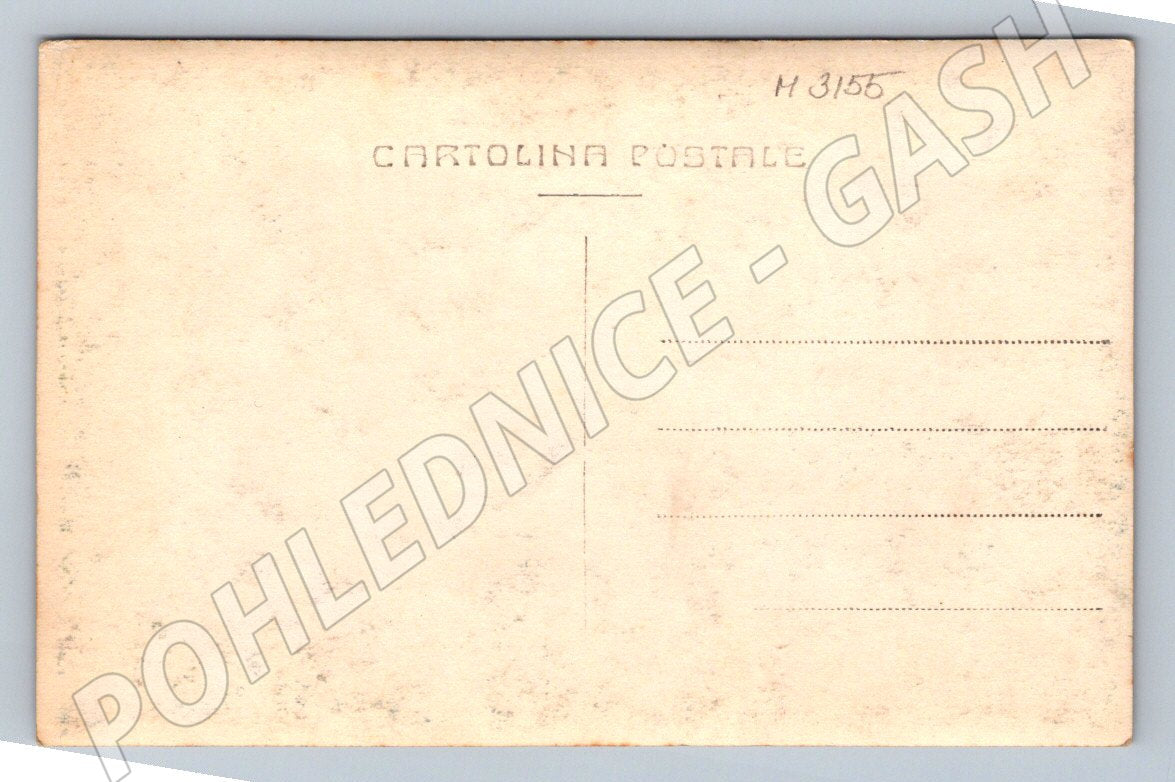 M 3155
CARTOLINA POSTALE
POHLEDNICE - GASH